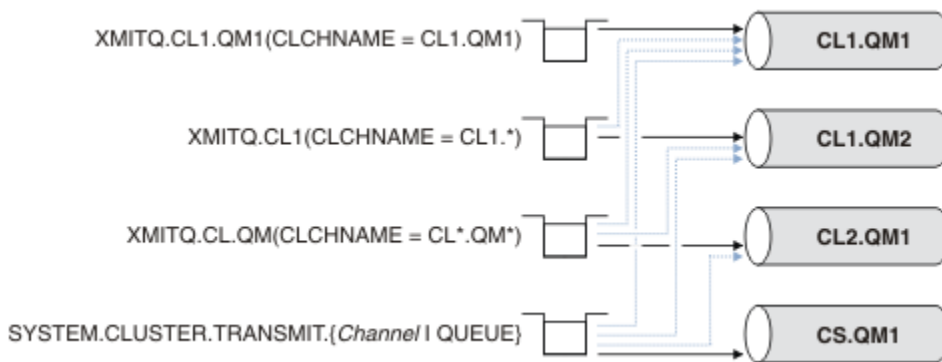 XMITQ.CL1.QM1(CLCHNAME = CL1.QM1)
CL1.QM1
XMITQ.CL1(CLCHNAME = CL1.*)
CL1.QM2
XMITQ.CL.QM(CLCHNAME = CL*.QM*)
CL2.QM1
SYSTEM.CLUSTER.TRANSMIT.{Channel I QUEUE}
CS.QM1